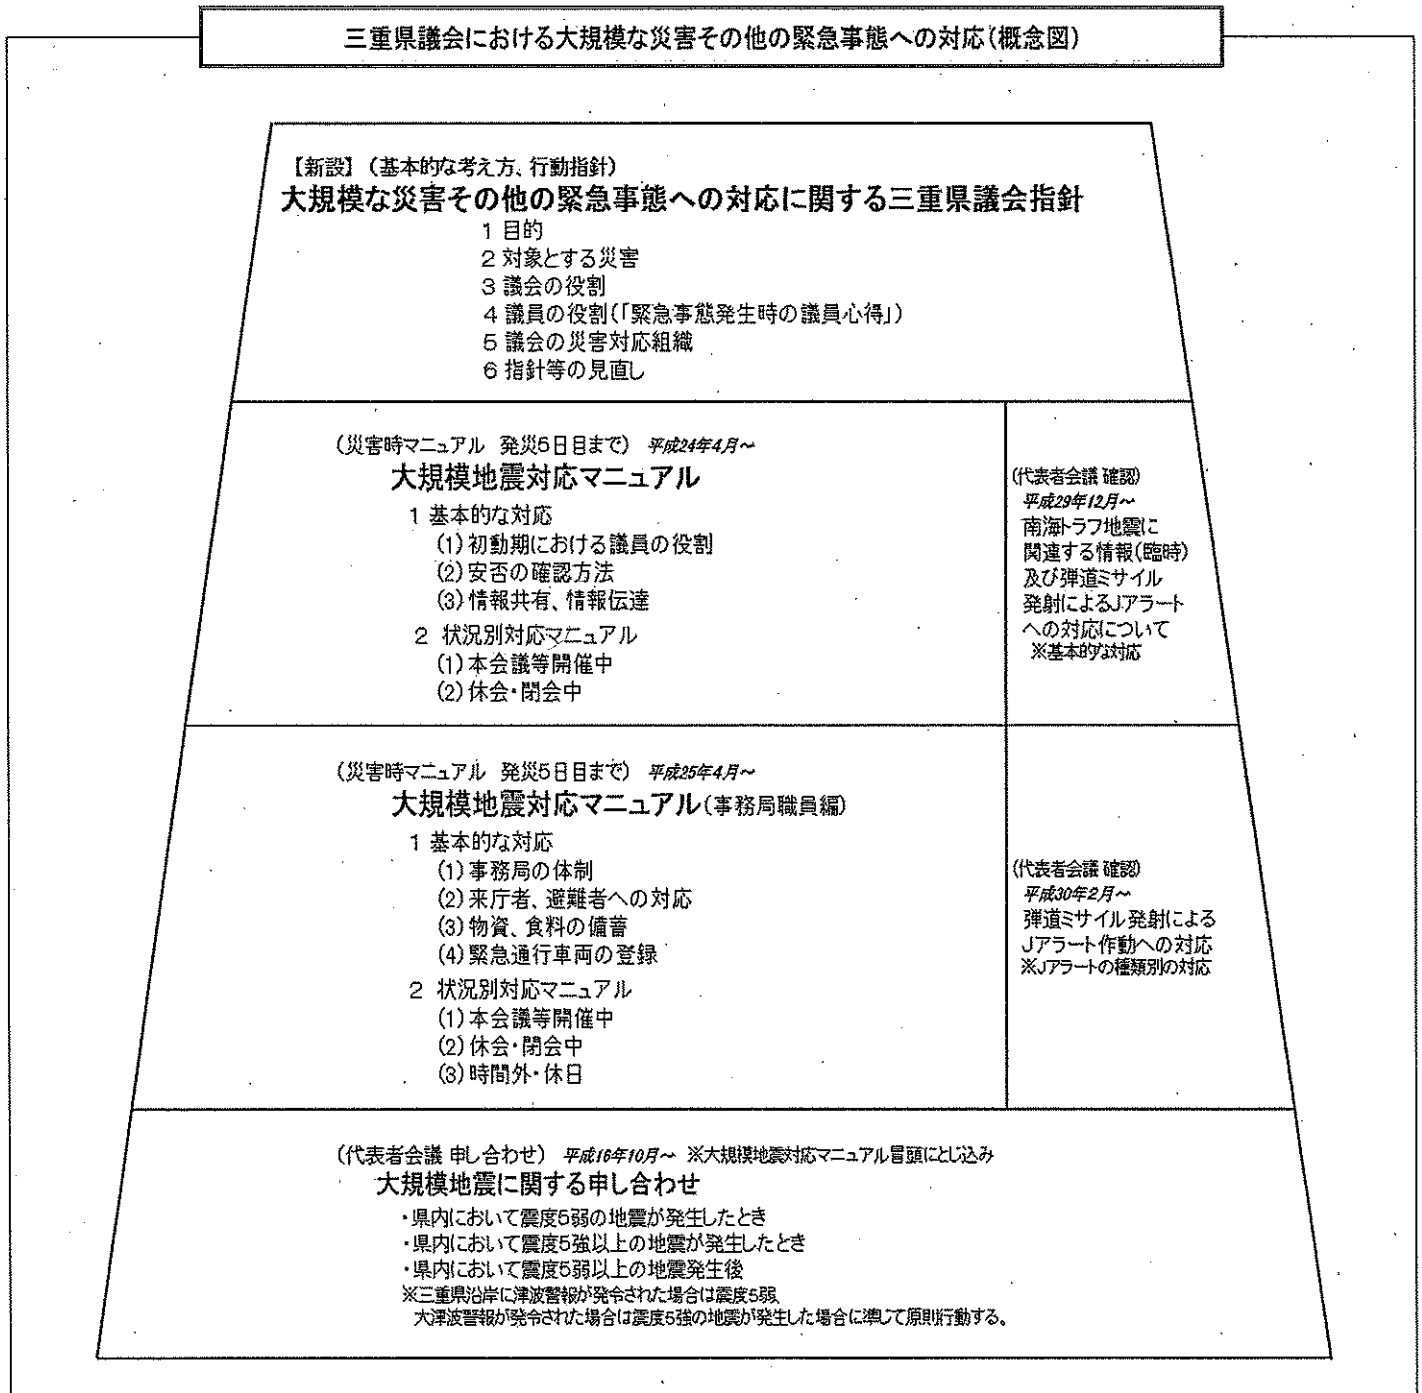 三重県議会における大規模な災害その他の緊急事態への対応(概念図)
【新設】(基本的な考え方、行動指針)
大規模な災害その他の緊急事態への対応に関する三重県議会指針
1 目的
2 対象とする災害
3 議会の役割
4 議員の役割(「緊急事態発生時の議員心得」)
5 議会の災害対応組織
6 指針等の見直し
(災害時マニュアル 発災5日目まで) 平成24年4月～
大規模地震対応マニュアル
1 基本的な対応
(1)初動期における議員の役割
(2)安否の確認方法
(3)情報共有、情報伝達
2 状況別対応マニュアル
(1)本会議等開催中
(2)休会・閉会中
(代表者会議 確認)
平成29年12月～
南海トラフ地震に
関連する情報(臨時)
及び弾道ミサイル
発射によるJアラート
への対応について
※基本的な対応
(災害時マニュアル 発災5日目まで) 平成25年4月～
大規模地震対応マニュアル(事務局職員編)
1 基本的な対応
(1)事務局の体制
(2)来庁者、避難者への対応
(3)物資、食料の備蓄
(4)緊急通行車両の登録
2 状況別対応マニュアル
(1)本会議等開催中
(2)休会・閉会中
(3)時間外・休日
(代表者会議 確認)
平成30年2月～
弾道ミサイル発射による
Jアラート作動への対応
※Jアラートの種類別の対応
(代表者会議 申し合わせ) 平成16年10月～ ※大規模地震対応マニュアル冒頭にとじ込み
大規模地震に関する申し合わせ
・県内において震度5弱の地震が発生したとき
・県内において震度5強以上の地震が発生したとき
・県内において震度5弱以上の地震発生後
※三重県沿岸に津波警報が発令された場合は震度5弱、
大津波警報が発令された場合は震度5強の地震が発生した場合に準じて原則行動する。